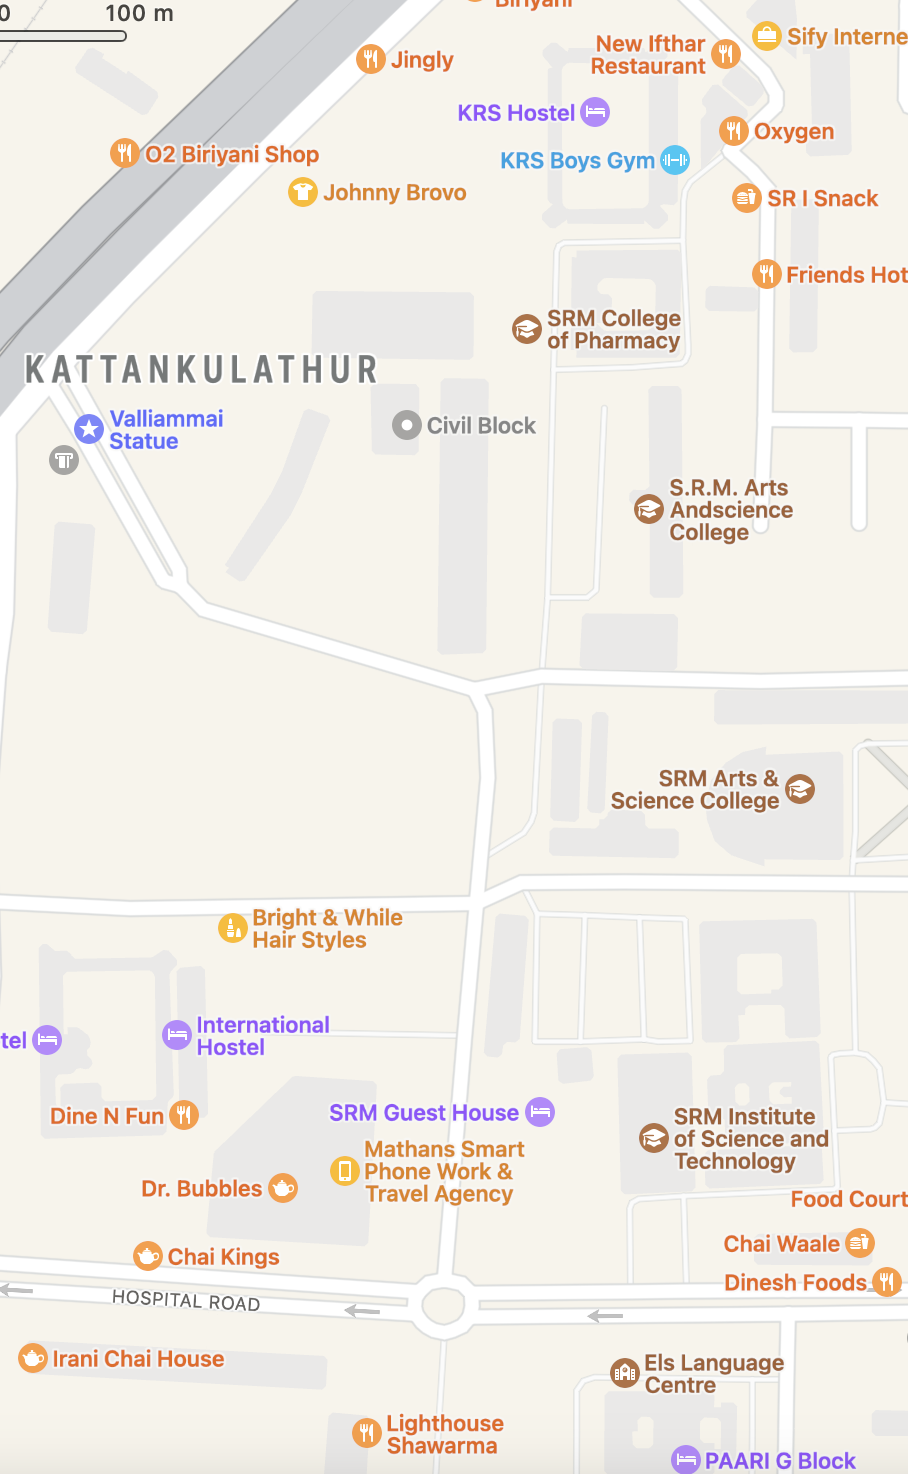 0
100 m
Biriyani
Jingly
New Ifthar
Restaurant
Sify Interne
KRS Hostel
Oxygen
O2 Biriyani Shop
KRS Boys Gym
Johnny Brovo
SR I Snack
Friends Hot
SRM College
of Pharmacy
KATTANKULATHUR
Valliammai
Statue
Civil Block
S.R.M. Arts
Andscience
College
SRM Arts &
Science College
Bright & While
Hair Styles
International
Hostel
tel
Dine N Fun
SRM Guest House
SRM Institute
of Science and
Technology
Mathans Smart
Phone Work &
Travel Agency
Dr. Bubbles
Food Court
Chai Waale
Chai Kings
Dinesh Foods
HOSPITAL ROAD
Irani Chai House
Els Language
Centre
Lighthouse
Shawarma
PAARI G Block